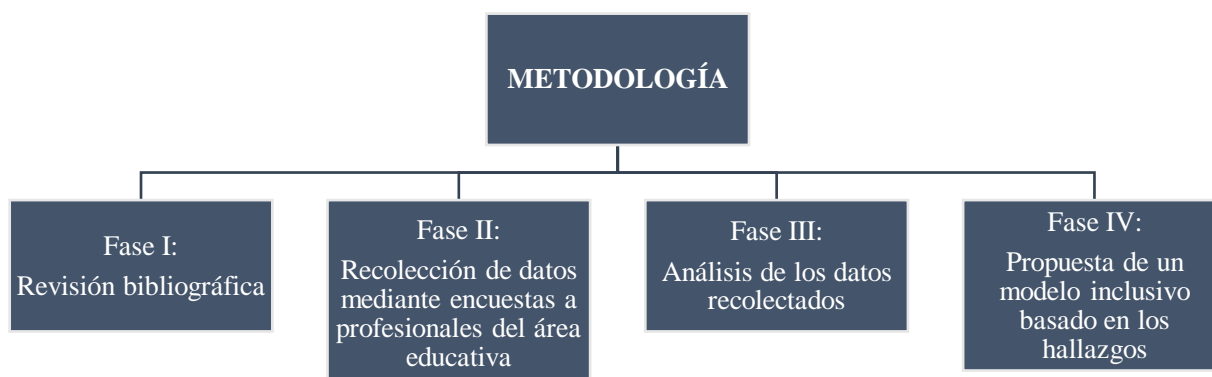 METODOLOGÍA
Fase I:
Revisión bibliográfica
Fase II:
Recolección de datos
mediante encuestas a
profesionales del área
educativa
Fase III:
Análisis de los datos
recolectados
Fase IV:
Propuesta de un
modelo inclusivo
basado en los
hallazgos